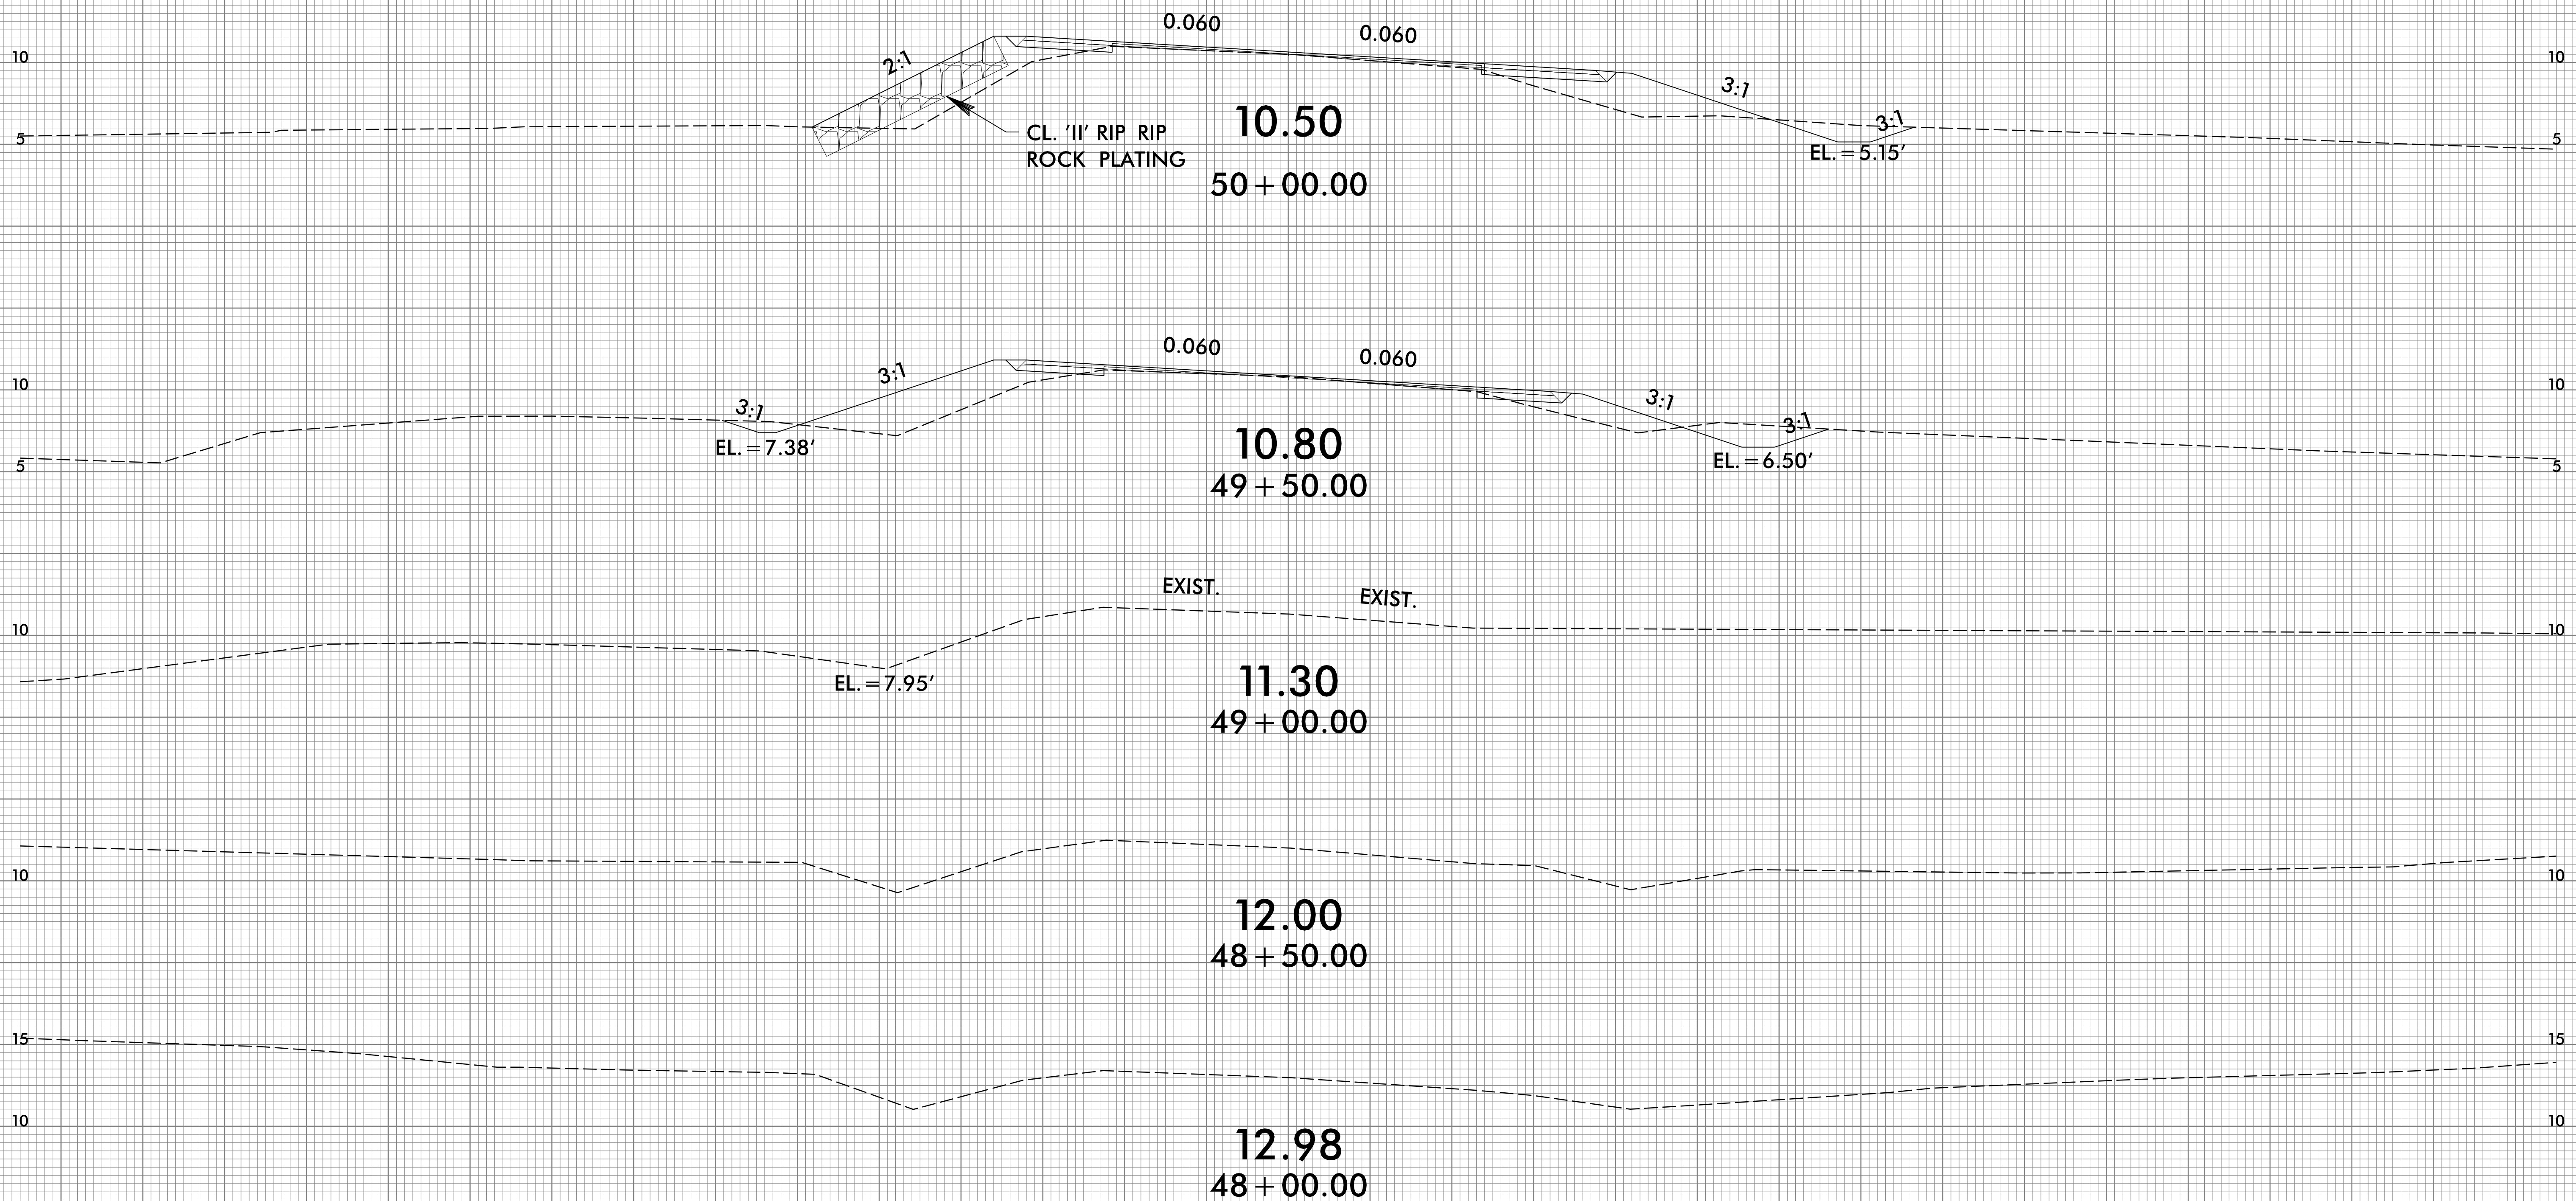 0.060 0.060
10 2:1 10
3:1
CL. 'II' RIP RIP
ROCK PLATING
10.50
3:1
5 5
EL.=5.15'
50+00.00
0.060 0.060
10 3:1 10
3:1 3:1 3:1
EL.=7.38' 10.80
5 EL.=6.50' 5
49+50.00
EXIST. EXIST.
10 10
EL.=7.95' 11.30
49+00.00
10 10
12.00
48+50.00
15 15
10 10
12.98
48+00.00